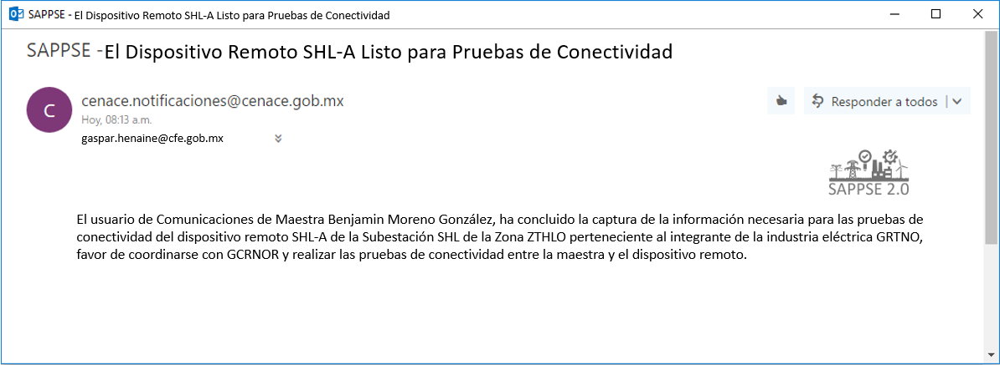 SAPPSE - El Dispositivo Remoto SHL-A Listo para Pruebas de Conectividad
SAPPSE -El Dispositivo Remoto SHL-A Listo para Pruebas de Conectividad
C
cenace.notificaciones@cenace.gob.mx
Responder a todos
Hoy, 08:13 a.m.
gaspar.henaine@cfe.gob.mx
SAPPSE 2.0
El usuario de Comunicaciones de Maestra Benjamin Moreno González, ha concluido la captura de la información necesaria para las pruebas de
conectividad del dispositivo remoto SHL-A de la Subestación SHL de la Zona ZTHLO perteneciente al integrante de la industria eléctrica GRTNO,
favor de coordinarse con GCRNOR y realizar las pruebas de conectividad entre la maestra y el dispositivo remoto.